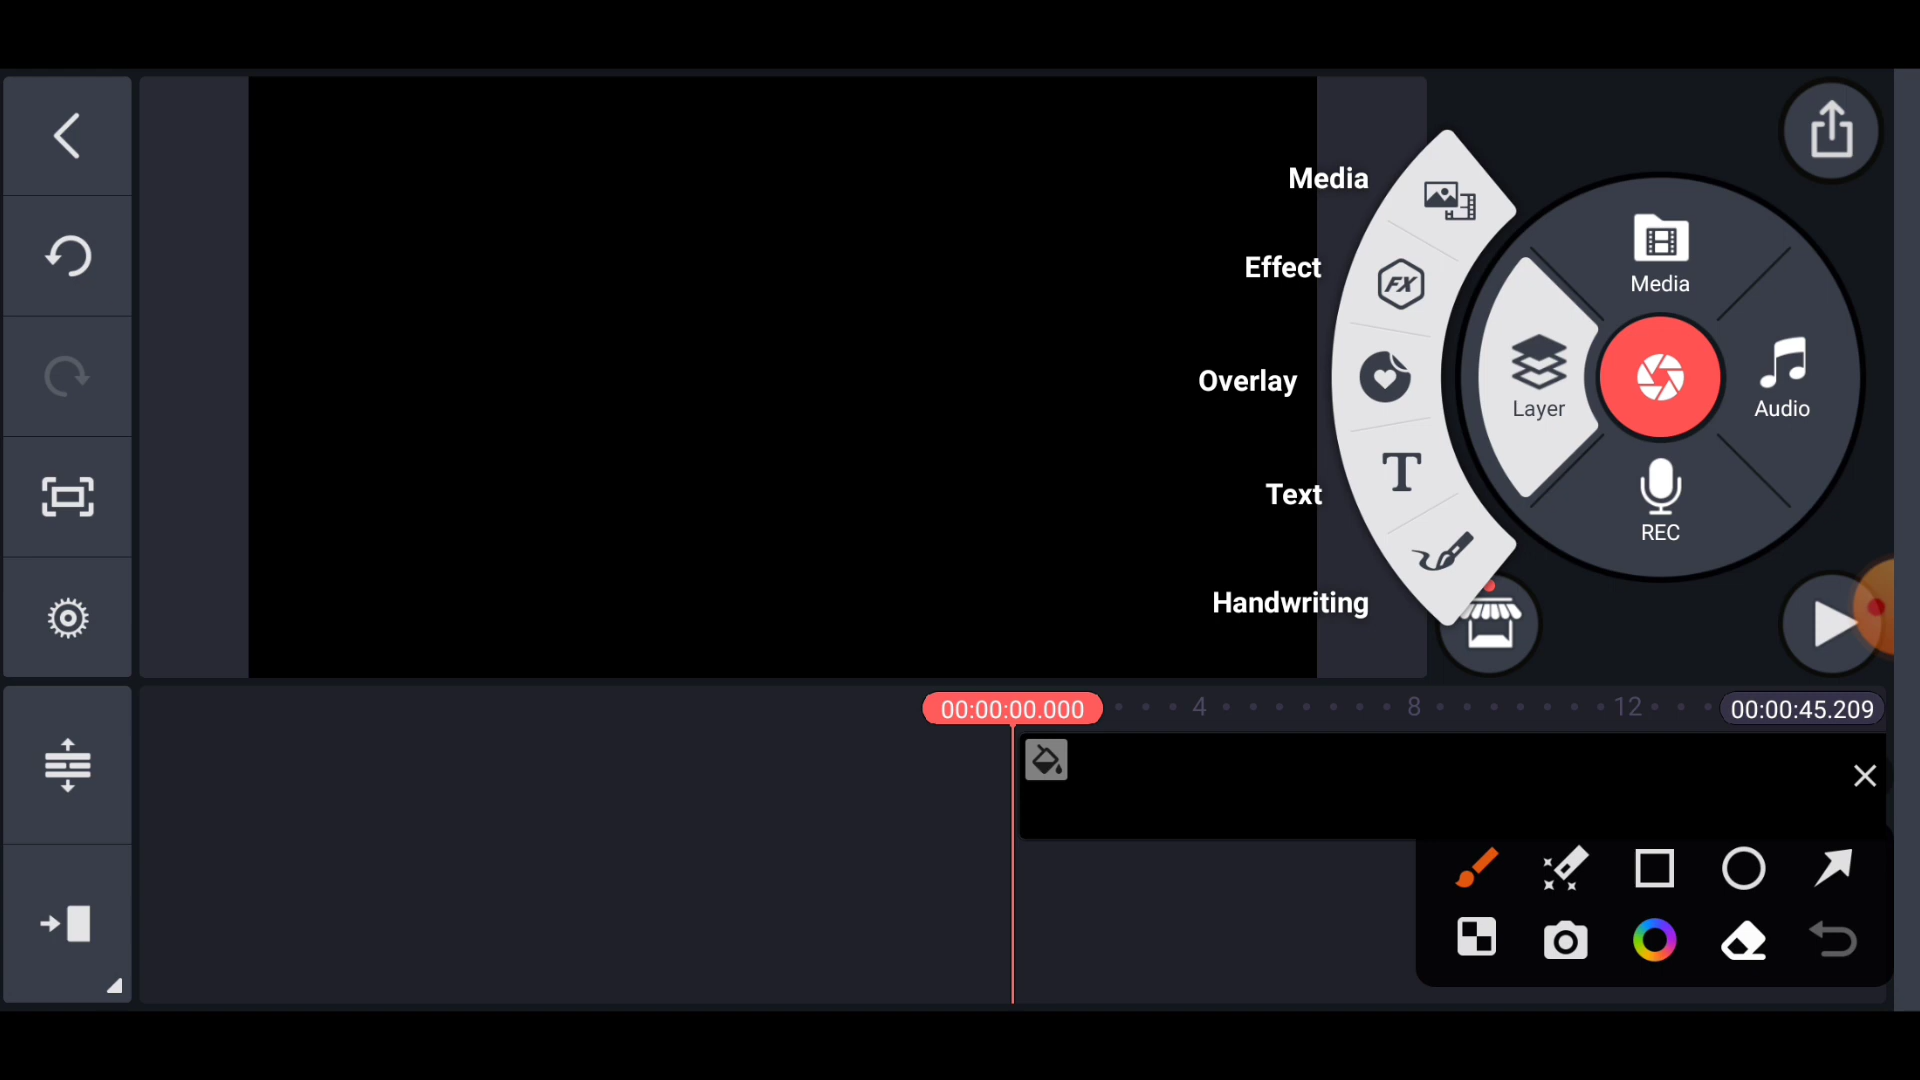 Media
Effect
Overlay
Text
Handwriting
FX
T
Media
Layer
Audio
REC
00:00:00.000
4
8
12
00:00:45.209